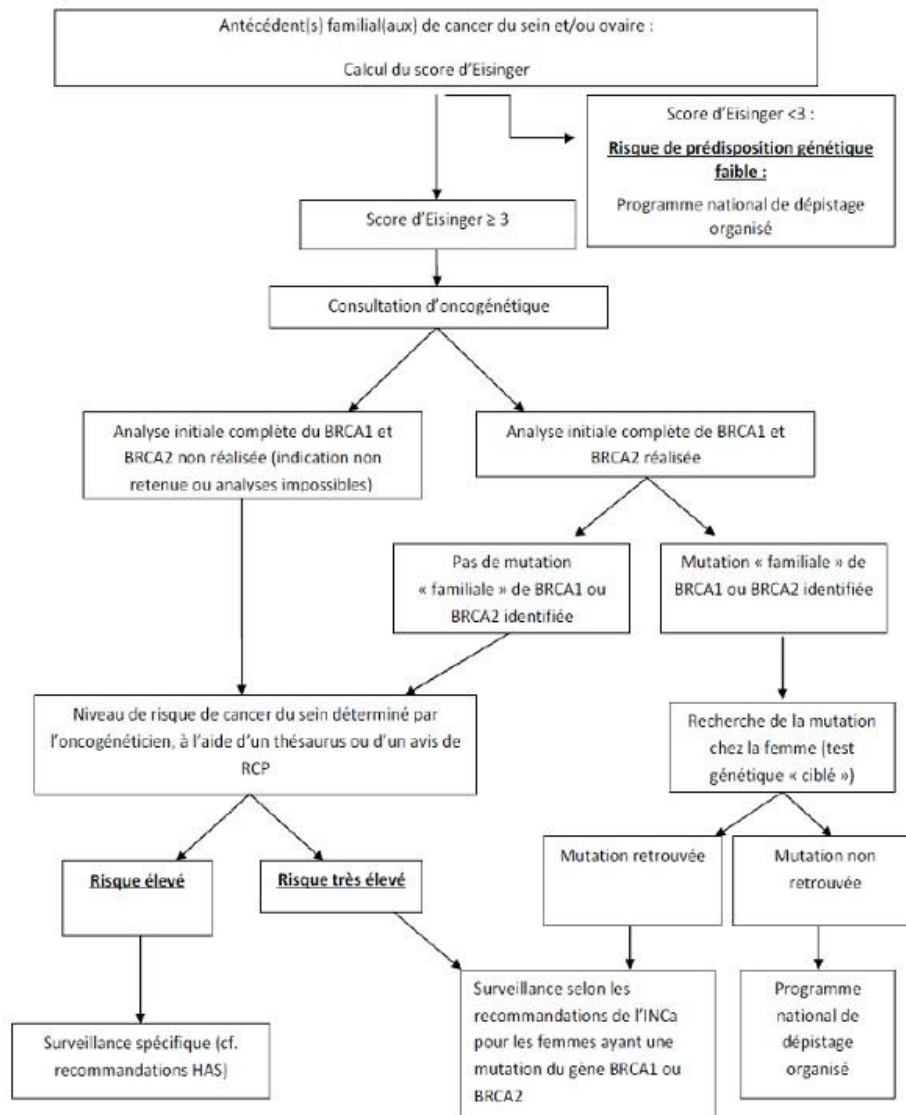 Antécédent(s) familial(aux) de cancer du sein et/ou ovaire :
Calcul du score d'Eisinger
Score d'Eisinger <3 :
Risque de prédisposition génétique
faible :
Programme national de dépistage
organisé
Score d'Eisinger ≥ 3
Consultation d'oncogénétique
Analyse initiale complète du BRCA1 et
BRCA2 non réalisée (indication non
retenue ou analyses impossibles)
Analyse initiale complète de BRCA1 et
BRCA2 réalisée
Pas de mutation
« familiale » de BRCA1 ou
BRCA2 identifiée
Mutation « familiale » de
BRCA1 ou BRCA2 identifiée
Niveau de risque de cancer du sein déterminé par
l'oncogénéticien, à l'aide d'un thésaurus ou d'un avis de
RCP
Recherche de la mutation
chez la femme (test
génétique « ciblé »)
Risque élevé
Risque très élevé
Mutation retrouvée
Mutation non
retrouvée
Surveillance spécifique (cf.
recommandations HAS)
Surveillance selon les
recommandations de l'INCa
pour les femmes ayant une
mutation du gène BRCA1 ou
BRCA2
Programme
national de
dépistage
organisé